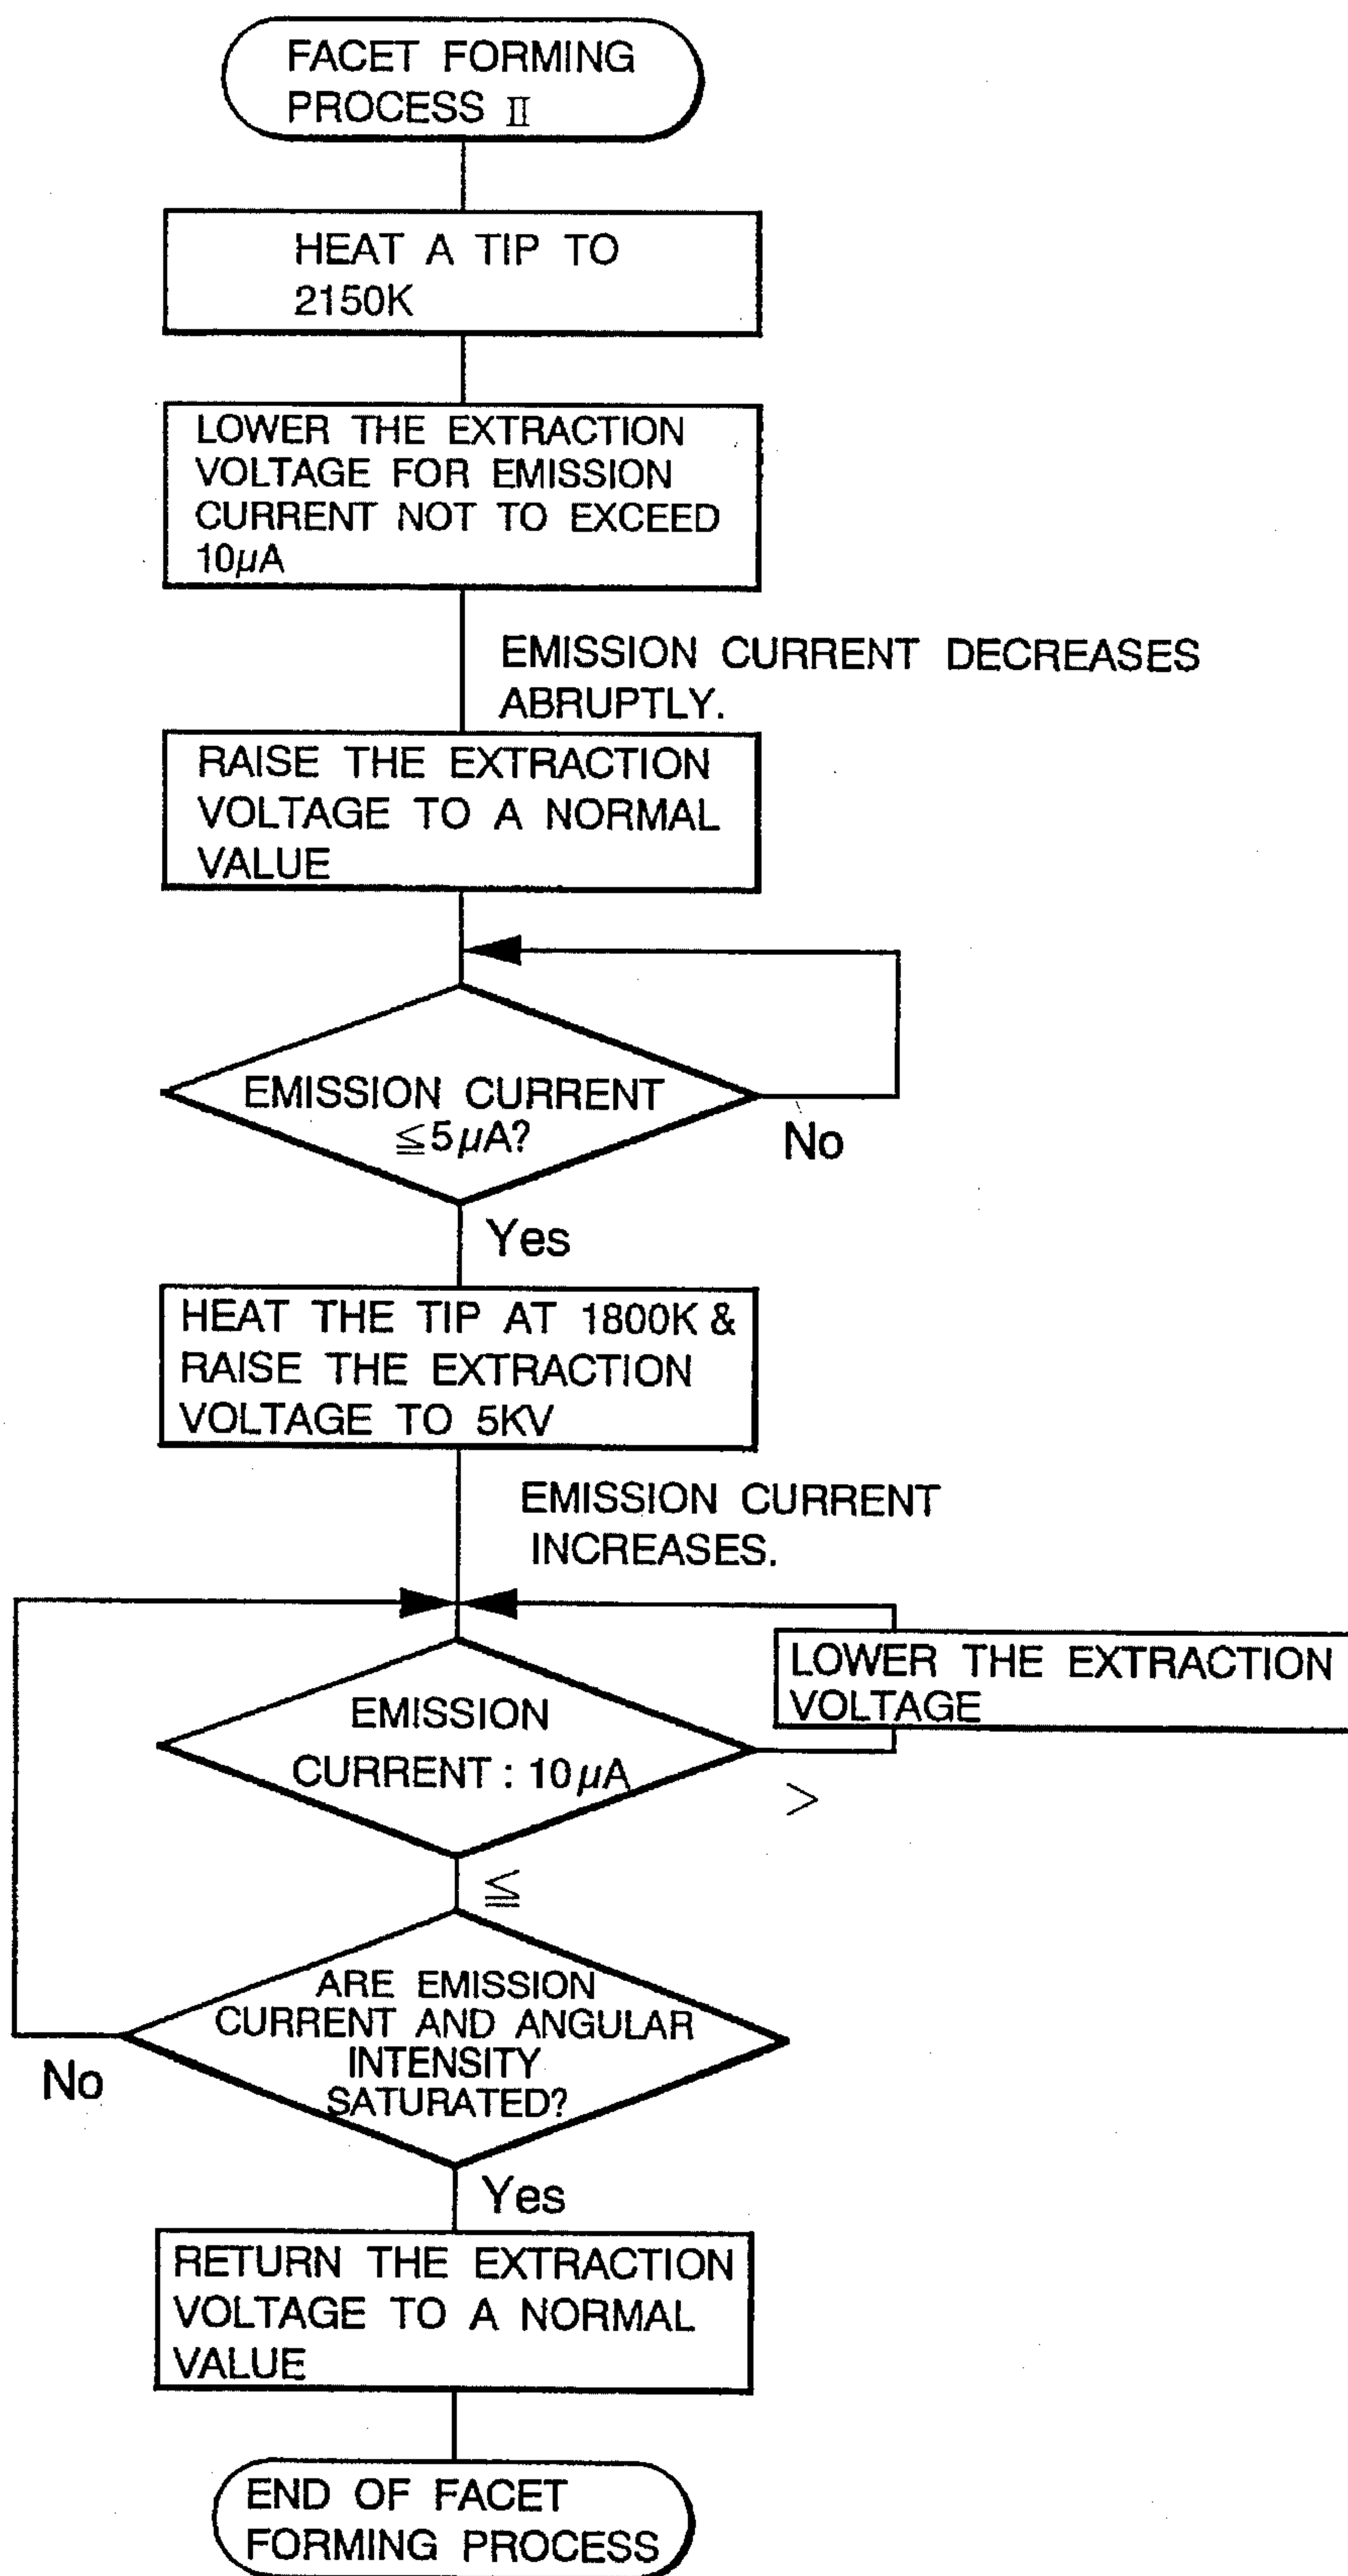 FACET FORMING
PROCESS Ⅱ
HEAT A TIP TO
2150K
LOWER THE EXTRACTION
VOLTAGE FOR EMISSION
CURRENT NOT TO EXCEED
10μA
EMISSION CURRENT DECREASES
ABRUPTLY.
RAISE THE EXTRACTION
VOLTAGE TO A NORMAL
VALUE
EMISSION CURRENT
≦5μA?
No
Yes
HEAT THE TIP AT 1800K &
RAISE THE EXTRACTION
VOLTAGE TO 5KV
EMISSION CURRENT
INCREASES.
LOWER THE EXTRACTION
VOLTAGE
EMISSION
CURRENT : 10μA
>
≦
ARE EMISSION
CURRENT AND ANGULAR
INTENSITY
SATURATED?
No
Yes
RETURN THE EXTRACTION
VOLTAGE TO A NORMAL
VALUE
END OF FACET
FORMING PROCESS